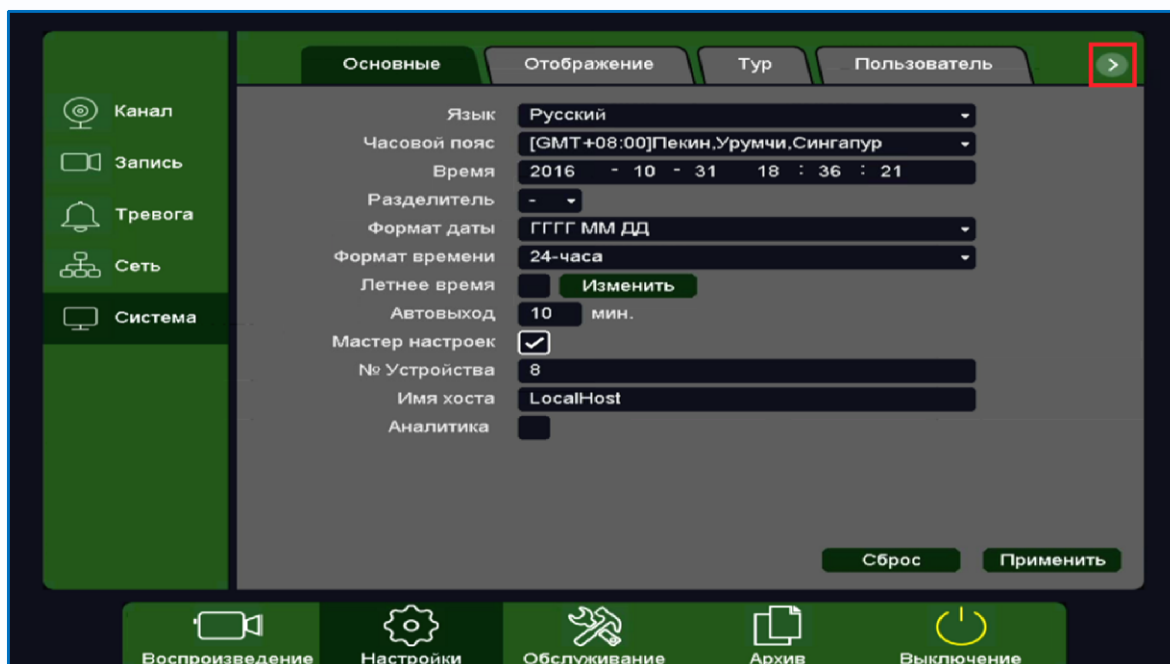 Основные Отображение Тур Пользователь >
Канал
Запись
Тревога
Сеть
Система
Язык Русский
Часовой пояс [GMT+08:00]Пекин,Урумчи,Сингапур
Время 2016 - 10 - 31 18 : 36 : 21
Разделитель -
Формат даты ГГГГ ММ ДД
Формат времени 24-часа
Летнее время Изменить
Автовыход 10 мин.
Мастер настроек
№ Устройства 8
Имя хоста LocalHost
Аналитика
Сброс Применить
Воспроизведение Настройки Обслуживание Архив Выключение